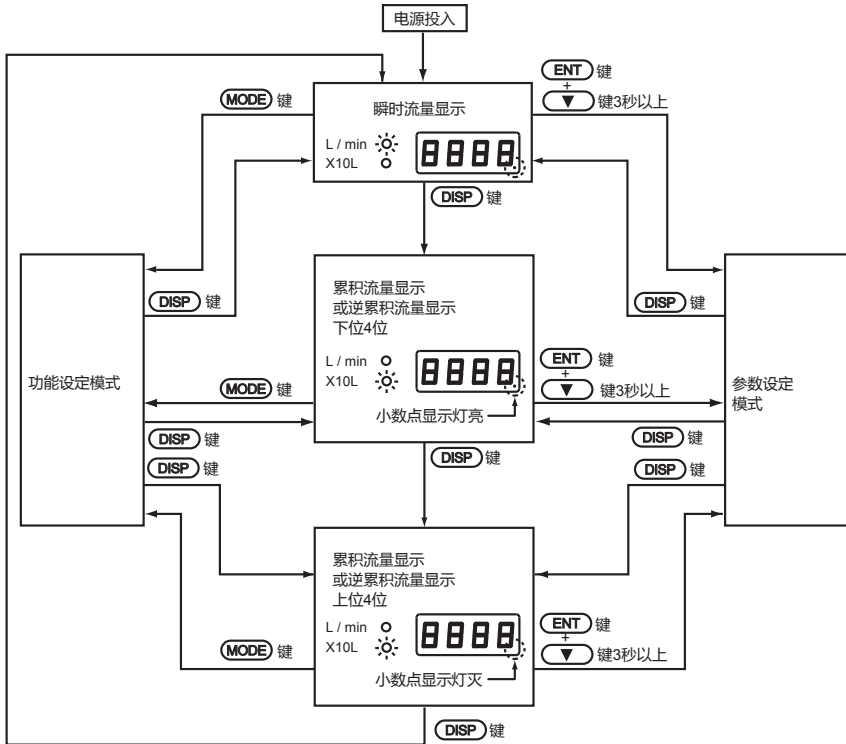 电源投入
ENT 键
+
▼ 键3秒以上
MODE 键
瞬时流量显示
L / min
X10L
8888
DISP 键
DISP 键
DISP 键
累积流量显示
或逆累积流量显示
下位4位
L / min
X10L
8888
小数点显示灯亮
ENT 键
+
▼ 键3秒以上
功能设定模式
MODE 键
参数设定
模式
DISP 键
DISP 键
DISP 键
DISP 键
DISP 键
累积流量显示
或逆累积流量显示
上位4位
L / min
X10L
8888
小数点显示灯灭
MODE 键
ENT 键
+
▼ 键3秒以上
DISP 键